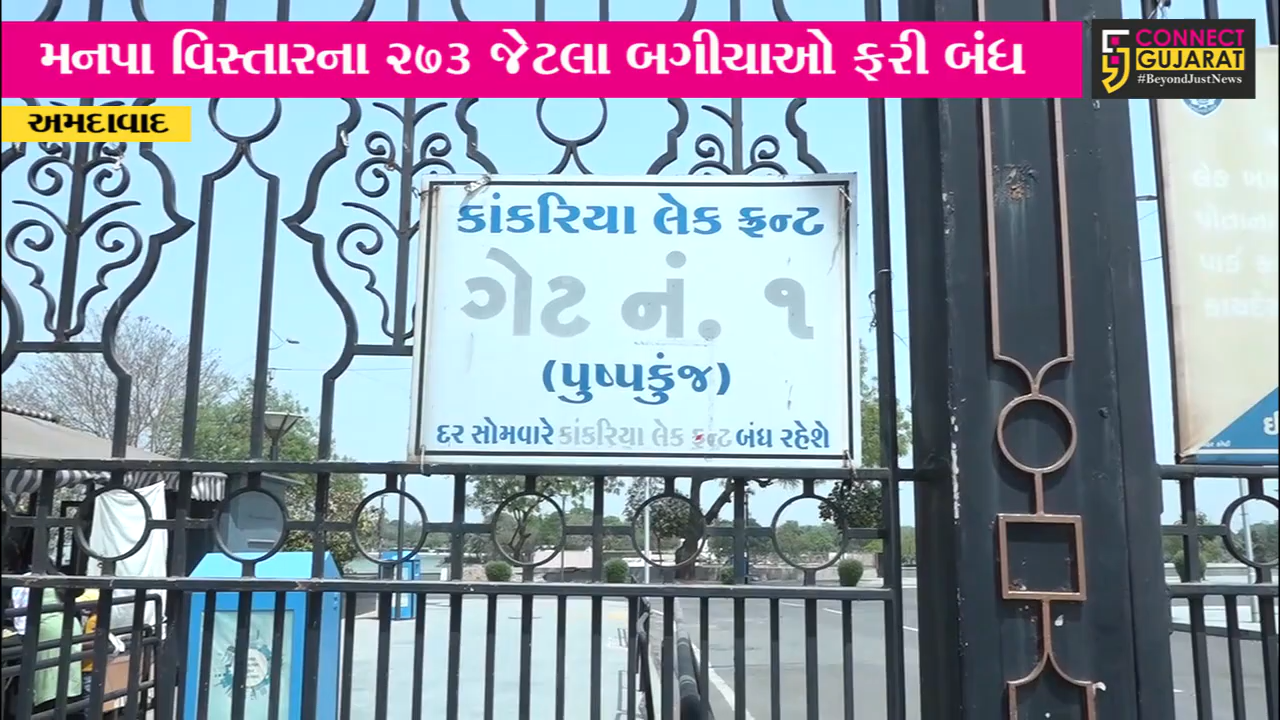 મનપા વિસ્તારના ૨૭૩ જેટલા બગીચાઓ ફરી બંધ
CONNECT
GUJARAT
#BeyondJustNews
અમદાવાદ
કાંકરિયા લેક ફ્રન્ટ
ગેટ નં. ૧
(પુષ્પકુંજ)
દર સોમવારે કાંકરિયા લેક ફ્રન્ટ બંધ રહેશે
લેક
પોતાના
પાર્ક